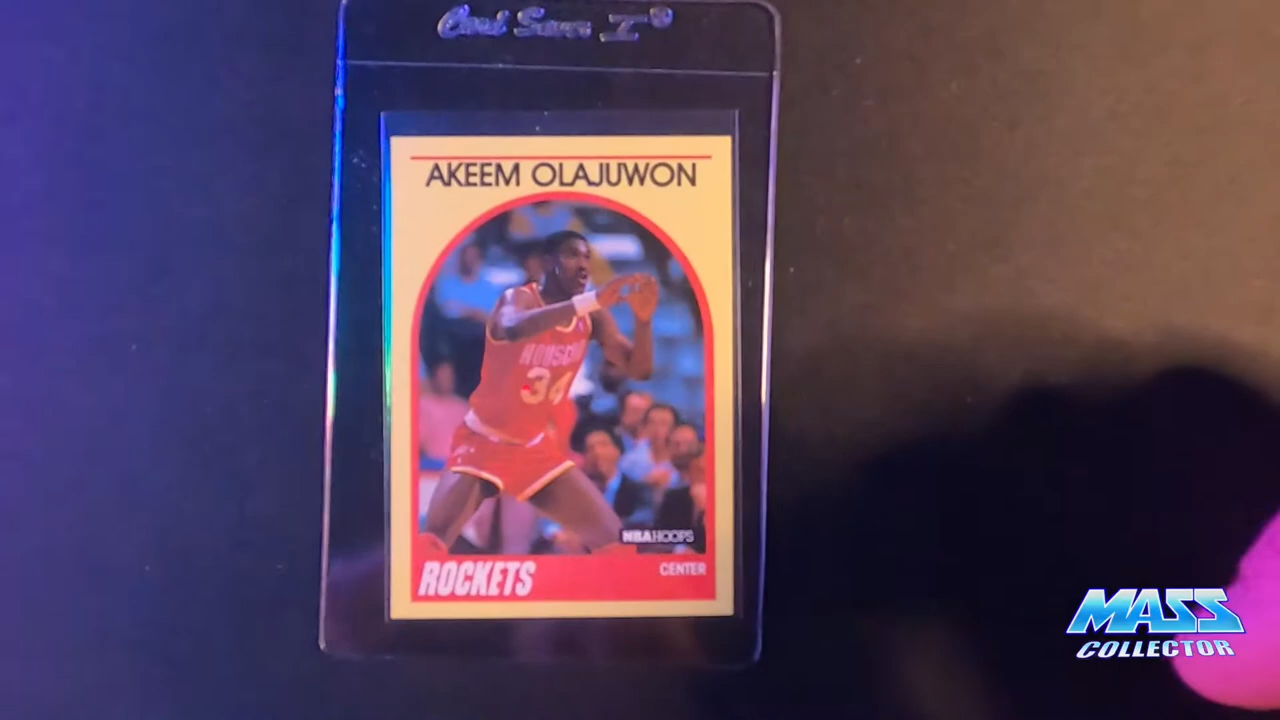 Card Saver I®
AKEEM OLAJUWON
HOUSTON
34
NBA HOOPS
ROCKETS
CENTER
MASS
COLLECTOR